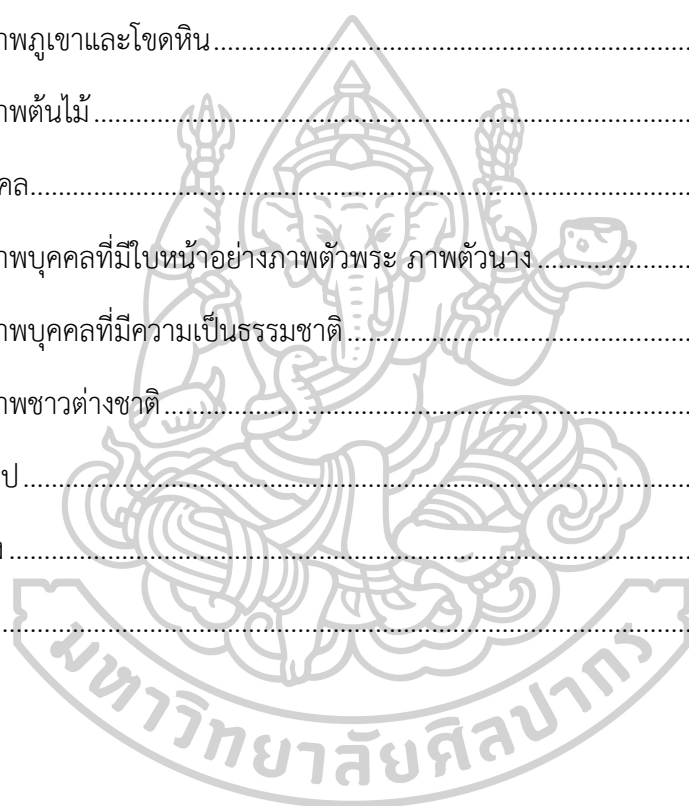 าพภูเขาและโขดหิน
าพต้นไม้
คล
าพบุคคลที่มีใบหน้าอย่างภาพตัวพระ ภาพตัวนาง
าพบุคคลที่มีความเป็นธรรมชาติ
าพชาวต่างชาติ
ป
มหาวิทยาลัยศิลปากร